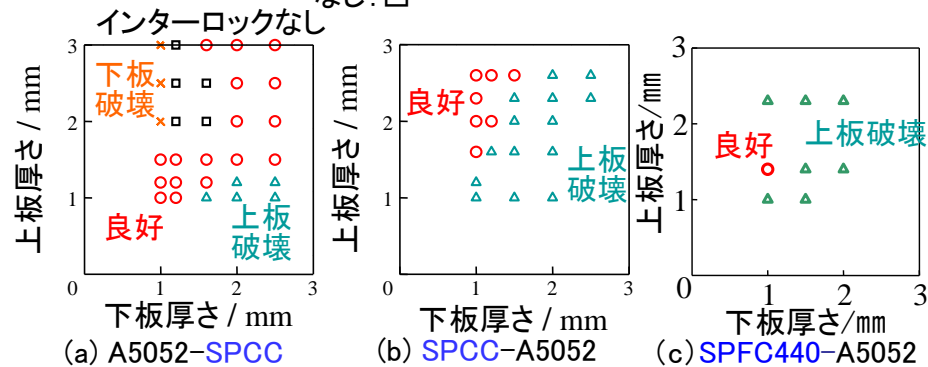 なし:□
インターロックなし
3
2
1
0
1
2
3
上板厚さ / mm
下板厚さ / mm
下板
破壊
良好
上板
破壊
(a) A5052-SPCC
3
2
1
0
1
2
3
上板厚さ / mm
下板厚さ / mm
良好
上板
破壊
(b) SPCC-A5052
3
2
1
0
1
2
3
上板厚さ/mm
下板厚さ/mm
良好
上板破壊
(c) SPFC440-A5052